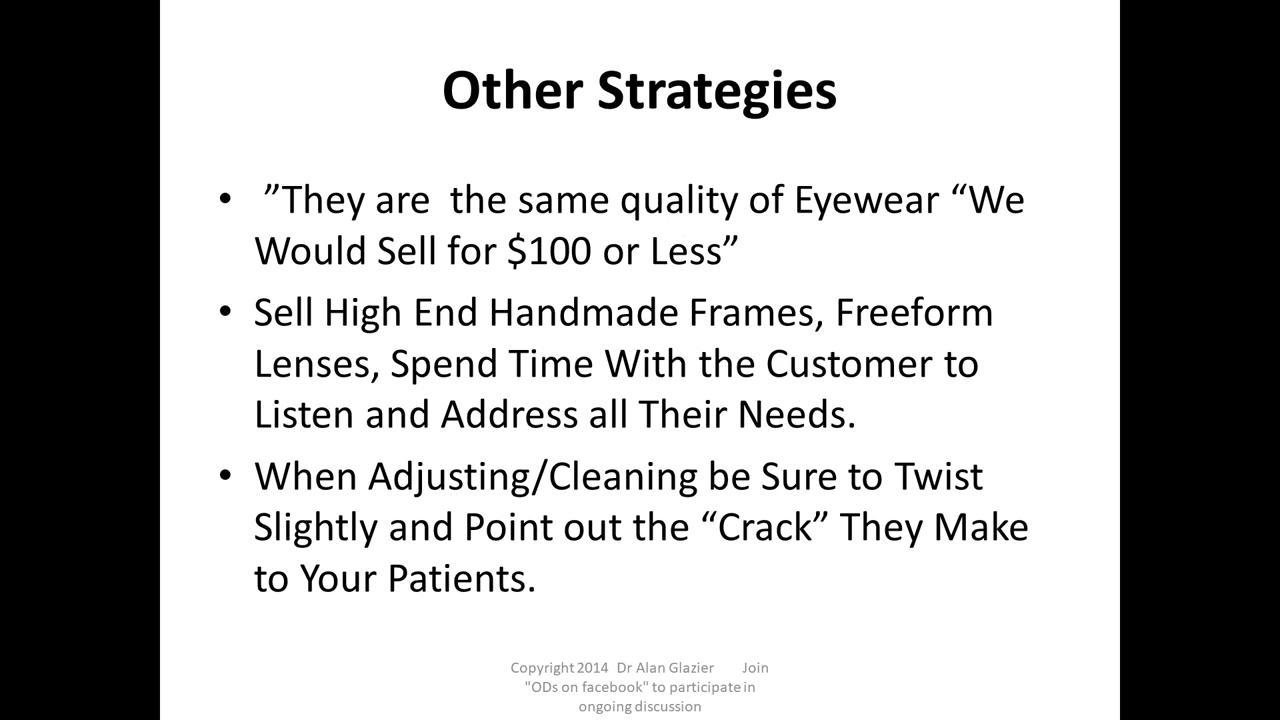 Other Strategies
• ”They are  the same quality of Eyewear “We
Would Sell for $100 or Less”
• Sell High End Handmade Frames, Freeform
Lenses, Spend Time With the Customer to
Listen and Address all Their Needs.
• When Adjusting/Cleaning be Sure to Twist
Slightly and Point out the “Crack” They Make
to Your Patients.
Copyright 2014  Dr Alan Glazier      Join
"ODs on facebook" to participate in
ongoing discussion